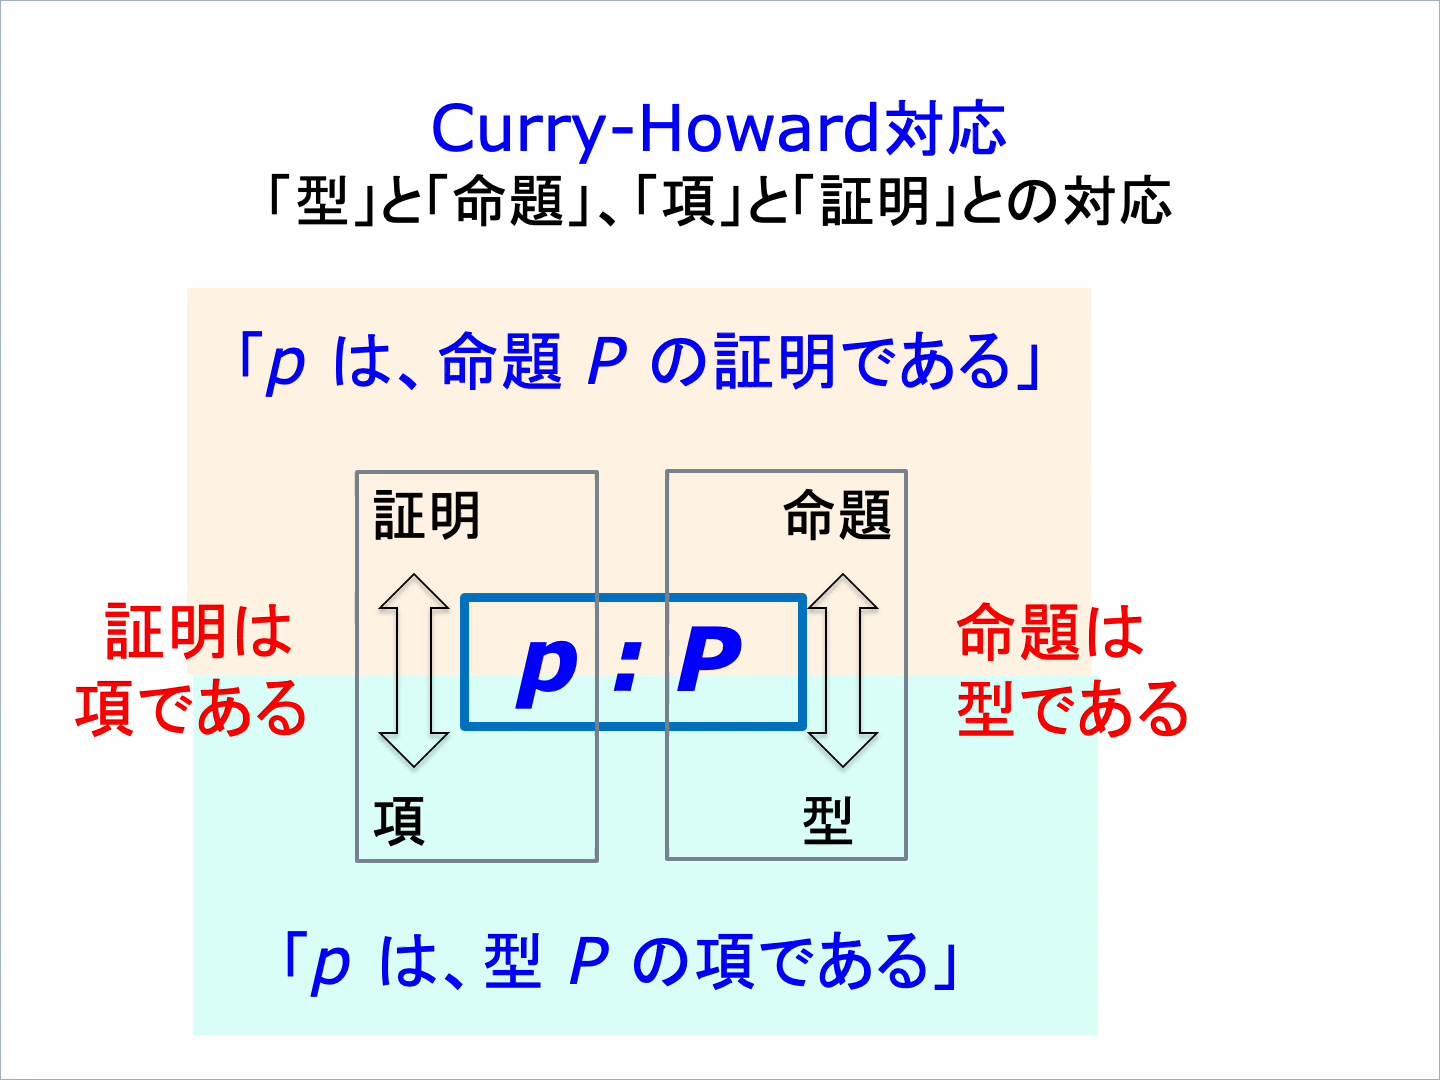 Curry-Howard対応
「型」と「命題」、「項」と「証明」との対応
「p は、命題 P の証明である」
証明
命題
証明は
項である
p : P
命題は
型である
項
型
「p は、型 P の項である」